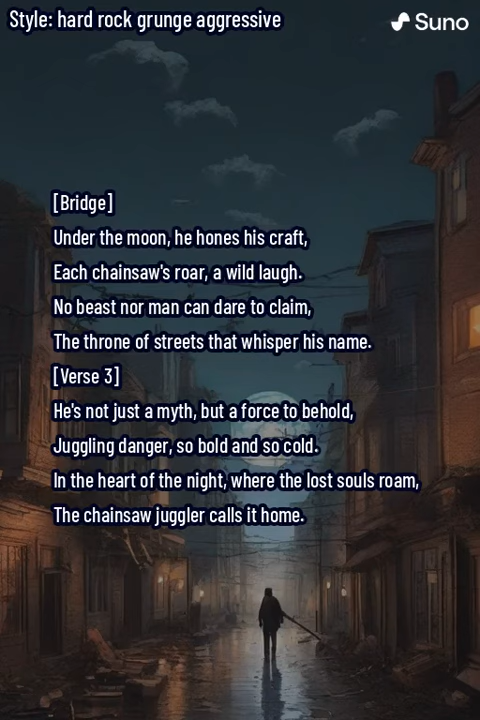 Style: hard rock grunge aggressive
Suno
[Bridge]
Under the moon, he hones his craft,
Each chainsaw's roar, a wild laugh.
No beast nor man can dare to claim,
The throne of streets that whisper his name.
[Verse 3]
He's not just a myth, but a force to behold,
Juggling danger, so bold and so cold.
In the heart of the night, where the lost souls roam,
The chainsaw juggler calls it home.